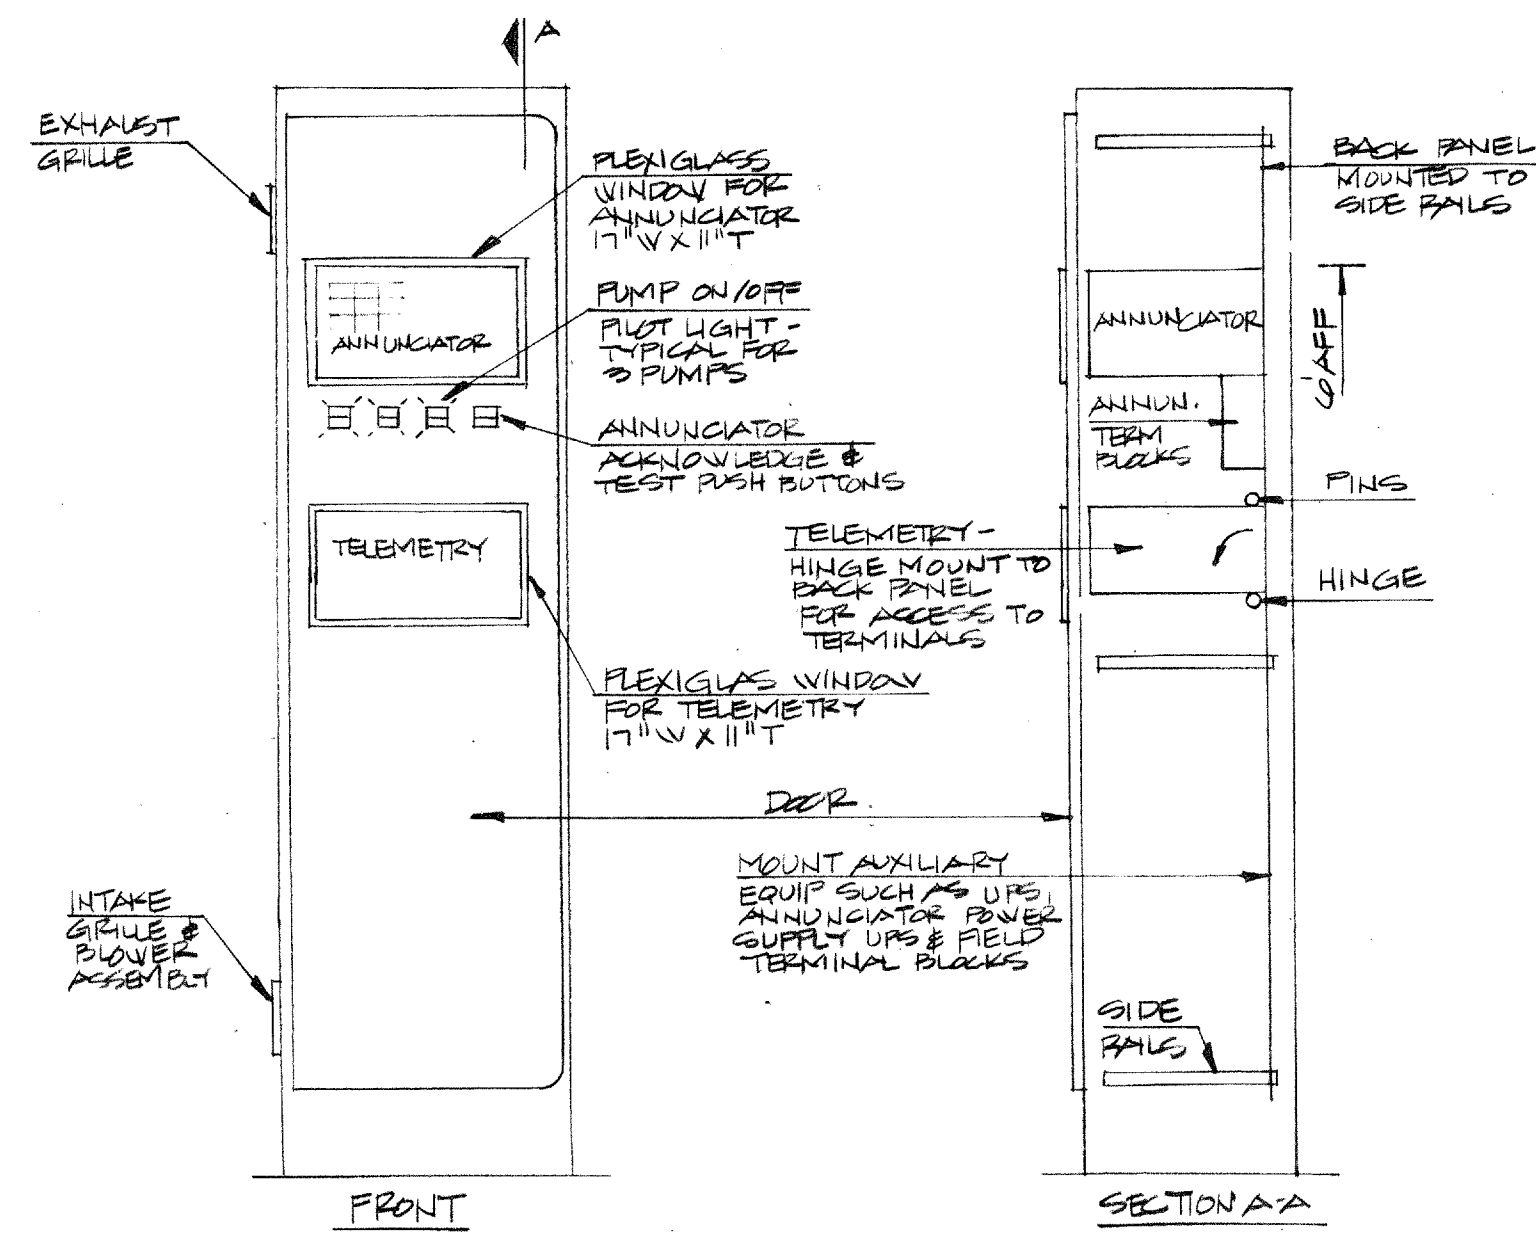 A
EXHAUST
GRILLE
PLEXIGLASS
WINDOW FOR
ANNUNCIATOR
17" W X 11" T
ANNUNCIATOR
PUMP ON/OFF
PILOT LIGHT -
TYPICAL FOR
3 PUMPS
ANNUNCIATOR
ACKNOWLEDGE &
TEST PUSH BUTTONS
TELEMETRY
PLEXIGLAS WINDOW
FOR TELEMETRY
17" W X 11" T
DOOR
INTAKE
GRILLE &
BLOWER
ASSEMBLY
FRONT
BACK PANEL
MOUNTED TO
SIDE RAILS
ANNUNCIATOR
6' AFF
ANNUN.
TERM
BLOCKS
PINS
TELEMETRY -
HINGE MOUNT TO
BACK PANEL
FOR ACCESS TO
TERMINALS
HINGE
MOUNT AUXILIARY
EQUIP SUCH AS UPS,
ANNUNCIATOR POWER
SUPPLY UPS & FIELD
TERMINAL BLOCKS
SIDE
RAILS
SECTION A-A